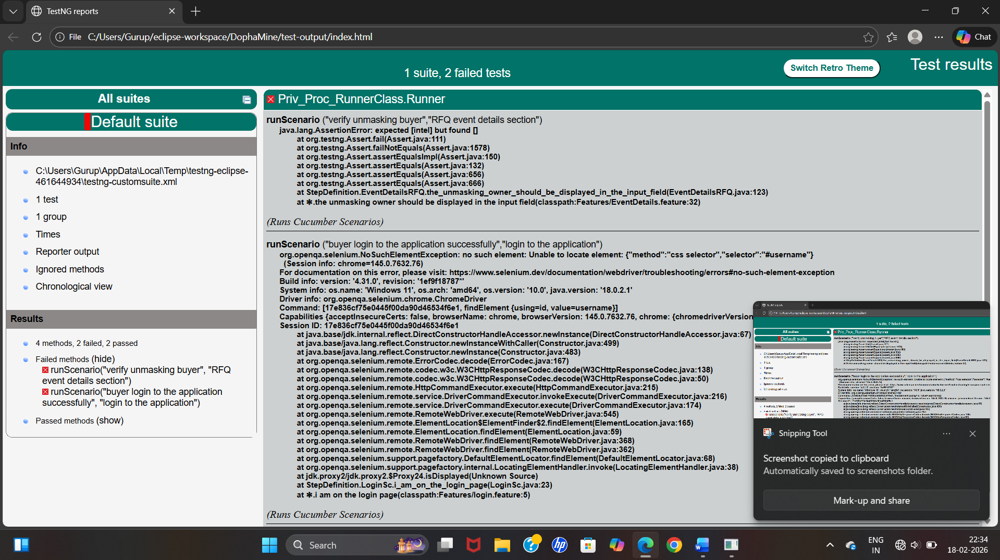 TestNG reports
File
C:/Users/Gurup/eclipse-workspace/DophaMine/test-output/index.html
Chat
1 suite, 2 failed tests
Switch Retro Theme
Test results
All suites
Default suite
Info
C:\Users\Gurup\AppData\Local\Temp\testng-eclipse-
461644934\testng-customsuite.xml
1 test
1 group
Times
Reporter output
Ignored methods
Chronological view
Results
4 methods, 2 failed, 2 passed
Failed methods (hide)
runScenario("verify unmasking buyer", "RFQ
event details section")
runScenario("buyer login to the application
successfully", "login to the application")
Passed methods (show)
Priv_Proc_RunnerClass.Runner
runScenario ("verify unmasking buyer","RFQ event details section")
java.lang.AssertionError: expected [intel] but found []
at org.testng.Assert.fail(Assert.java:111)
at org.testng.Assert.failNotEquals(Assert.java:1578)
at org.testng.Assert.assertEqualsImpl(Assert.java:150)
at org.testng.Assert.assertEquals(Assert.java:132)
at org.testng.Assert.assertEquals(Assert.java:656)
at org.testng.Assert.assertEquals(Assert.java:666)
at StepDefinition.EventDetailsRFQ.the_unmasking_owner_should_be_displayed_in_the_input_field(EventDetailsRFQ.java:123)
at ✱.the unmasking owner should be displayed in the input field(classpath:Features/EventDetails.feature:32)
(Runs Cucumber Scenarios)
runScenario ("buyer login to the application successfully","login to the application")
org.openqa.selenium.NoSuchElementException: no such element: Unable to locate element: {"method":"css selector","selector":"#username"}
(Session info: chrome=145.0.7632.76)
For documentation on this error, please visit: https://www.selenium.dev/documentation/webdriver/troubleshooting/errors#no-such-element-exception
Build info: version: '4.31.0', revision: '1ef9f18787*'
System info: os.name: 'Windows 11', os.arch: 'amd64', os.version: '10.0', java.version: '18.0.2.1'
Driver info: org.openqa.selenium.chrome.ChromeDriver
Command: [17e836cf75e0445f00da90d46534f6e1, findElement {using=id, value=username}]
Capabilities {acceptInsecureCerts: false, browserName: chrome, browserVersion: 145.0.7632.76, chrome: {chromedriverVersion
Session ID: 17e836cf75e0445f00da90d46534f6e1
at java.base/jdk.internal.reflect.DirectConstructorHandleAccessor.newInstance(DirectConstructorHandleAccessor.java:67)
at java.base/java.lang.reflect.Constructor.newInstanceWithCaller(Constructor.java:499)
at java.base/java.lang.reflect.Constructor.newInstance(Constructor.java:483)
at org.openqa.selenium.remote.ErrorCodec.decode(ErrorCodec.java:167)
at org.openqa.selenium.remote.codec.w3c.W3CHttpResponseCodec.decode(W3CHttpResponseCodec.java:138)
at org.openqa.selenium.remote.codec.w3c.W3CHttpResponseCodec.decode(W3CHttpResponseCodec.java:50)
at org.openqa.selenium.remote.HttpCommandExecutor.execute(HttpCommandExecutor.java:215)
at org.openqa.selenium.remote.service.DriverCommandExecutor.invokeExecute(DriverCommandExecutor.java:216)
at org.openqa.selenium.remote.service.DriverCommandExecutor.execute(DriverCommandExecutor.java:174)
at org.openqa.selenium.remote.RemoteWebDriver.execute(RemoteWebDriver.java:545)
at org.openqa.selenium.remote.ElementLocation$ElementFinder$2.findElement(ElementLocation.java:165)
at org.openqa.selenium.remote.ElementLocation.findElement(ElementLocation.java:59)
at org.openqa.selenium.remote.RemoteWebDriver.findElement(RemoteWebDriver.java:368)
at org.openqa.selenium.remote.RemoteWebDriver.findElement(RemoteWebDriver.java:362)
at org.openqa.selenium.support.pagefactory.DefaultElementLocator.findElement(DefaultElementLocator.java:68)
at org.openqa.selenium.support.pagefactory.internal.LocatingElementHandler.invoke(LocatingElementHandler.java:38)
at jdk.proxy2/jdk.proxy2.$Proxy24.isDisplayed(Unknown Source)
at StepDefinition.LoginSc.i_am_on_the_login_page(LoginSc.java:23)
at ✱.i am on the login page(classpath:Features/login.feature:5)
(Runs Cucumber Scenarios)
Snipping Tool
Screenshot copied to clipboard
Automatically saved to screenshots folder.
Mark-up and share
Search
ENG
IN
22:34
18-02-2026